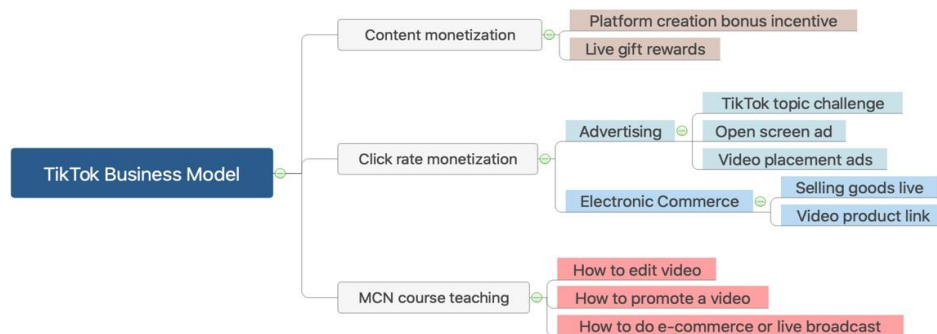 TikTok Business Model
Content monetization
Platform creation bonus incentive
Live gift rewards
Click rate monetization
Advertising
TikTok topic challenge
Open screen ad
Video placement ads
Electronic Commerce
Selling goods live
Video product link
MCN course teaching
How to edit video
How to promote a video
How to do e-commerce or live broadcast